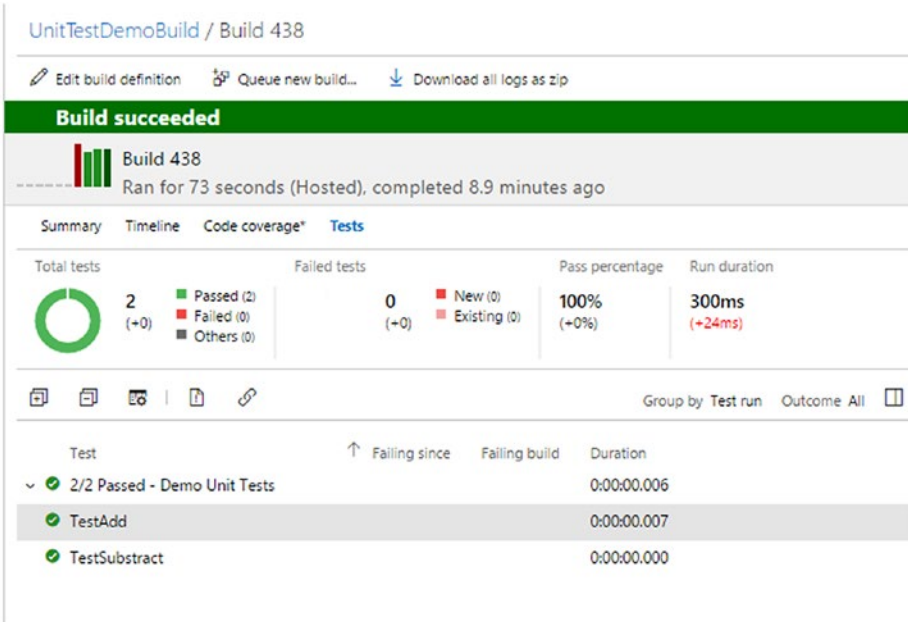 UnitTestDemoBuild / Build 438
Edit build definition Queue new build... Download all logs as zip
Build succeeded
Build 438
Ran for 73 seconds (Hosted), completed 8.9 minutes ago
Summary Timeline Code coverage* Tests
Total tests Failed tests Pass percentage Run duration
2 Passed (2) 0 New (0) 100% 300ms
(+0) Failed (0) (+0) Existing (0) (+0%) (+24ms)
Others (0)
Group by Test run Outcome All
Test Failing since Failing build Duration
2/2 Passed - Demo Unit Tests 0:00:00.006
TestAdd 0:00:00.007
TestSubstract 0:00:00.000